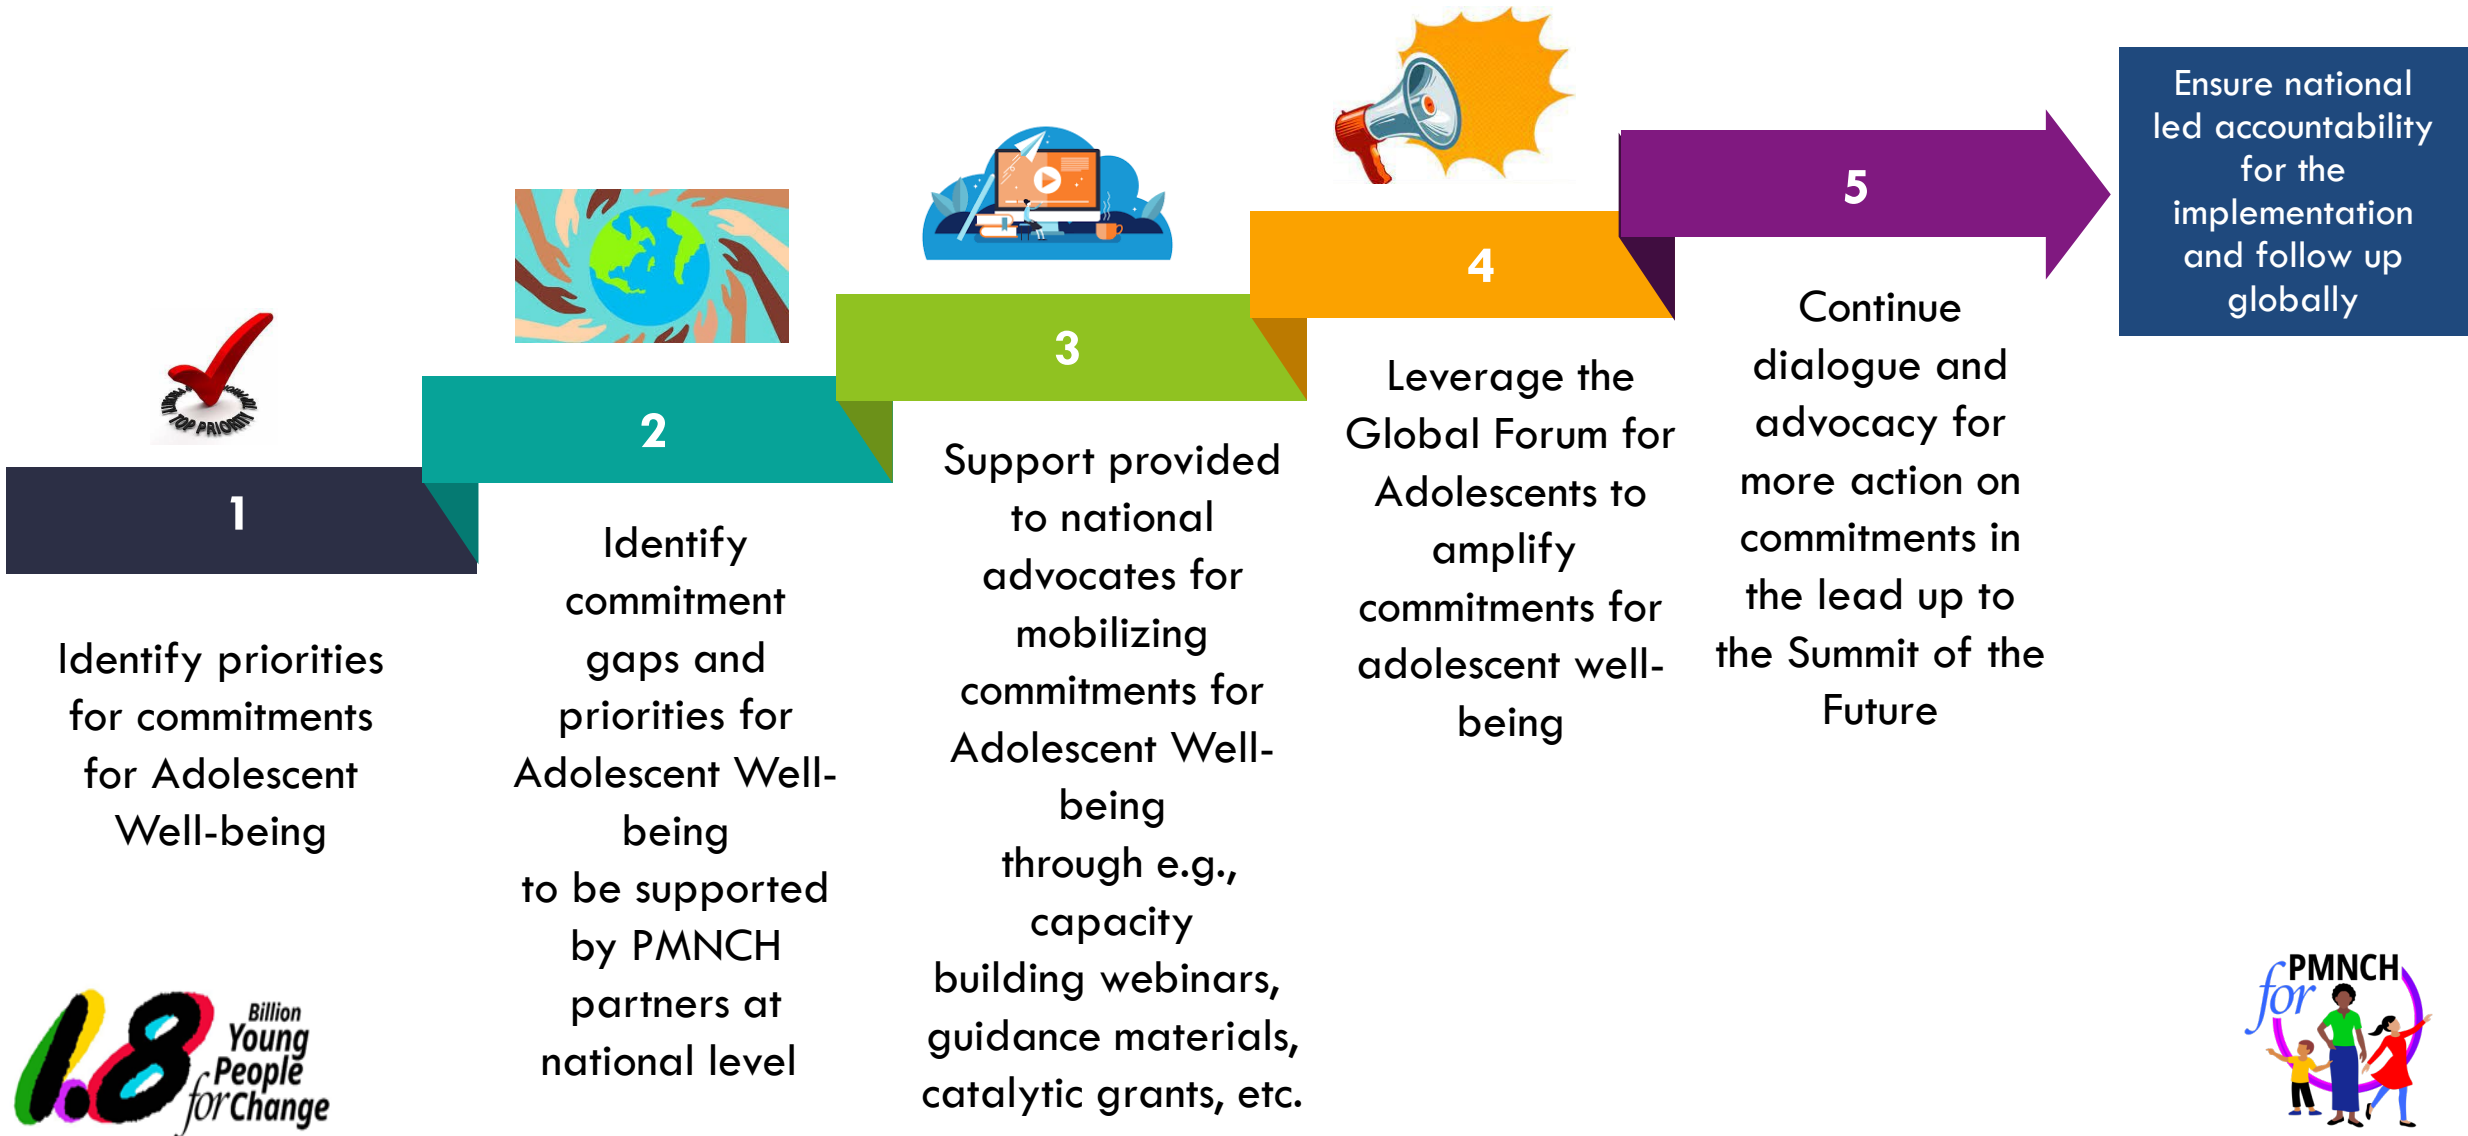 TOP PRIORITY
1
Identify priorities
for commitments
for Adolescent
Well-being
2
Identify
commitment
gaps and
priorities for
Adolescent Well-
being
to be supported
by PMNCH
partners at
national level
3
Support provided
to national
advocates for
mobilizing
commitments for
Adolescent Well-
being
through e.g.,
capacity
building webinars,
guidance materials,
catalytic grants, etc.
4
Leverage the
Global Forum for
Adolescents to
amplify
commitments for
adolescent well-
being
5
Continue
dialogue and
advocacy for
more action on
commitments in
the lead up to
the Summit of the
Future
Ensure national
led accountability
for the
implementation
and follow up
globally
1.8
Billion
Young
People
for Change
PMNCH
for